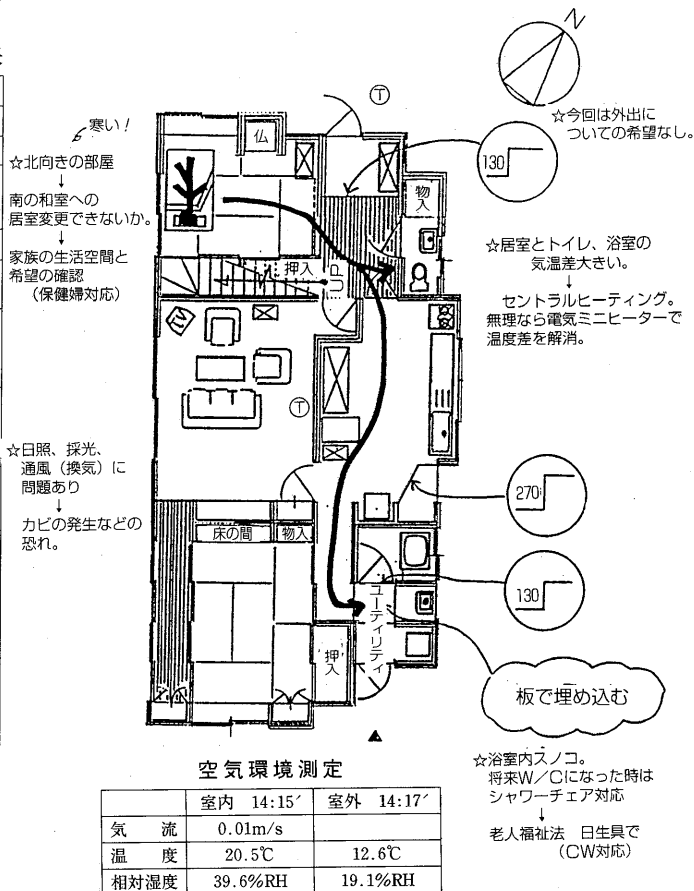 N
Ⓣ
☆今回は外出に
ついての希望なし。
寒い！
仏
130
☆北向きの部屋
↓
南の和室への
居室変更できないか。
↓
家族の生活空間と
希望の確認
（保健婦対応）
物入
☆居室とトイレ、浴室の
気温差大きい。
↓
セントラルヒーティング。
無理なら電気ミニヒーターで
温度差を解消。
押入
UP
Ⓣ
☆日照、採光、
通風（換気）に
問題あり
↓
カビの発生などの
恐れ。
270
床の間
物入
130
ユーティリティ
押入
板で埋め込む
▲
☆浴室内スノコ。
将来W／Cになった時は
シャワーチェア対応
↓
老人福祉法　日生具で
（CW対応）
空気環境測定
室内　14:15′　室外　14:17′
気　流　0.01m/s
温　度　20.5℃　12.6℃
相対湿度　39.6%RH　19.1%RH